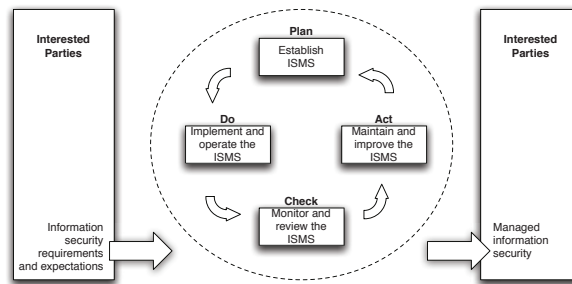 Interested
Parties
Information
security
requirements
and expectations
Plan
Establish
ISMS
Do
Implement and
operate the
ISMS
Act
Maintain and
improve the
ISMS
Check
Monitor and
review the
ISMS
Interested
Parties
Managed
information
security